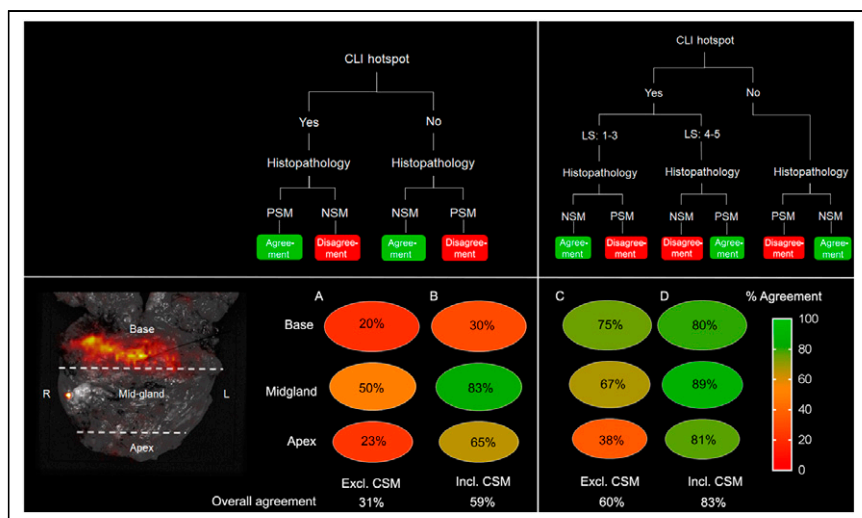 CLI hotspot
Yes No
Histopathology Histopathology
PSM NSM NSM PSM
Agree-
ment
Disagree-
ment
Agree-
ment
Disagree-
ment
CLI hotspot
Yes No
LS: 1-3 LS: 4-5
Histopathology Histopathology Histopathology
NSM PSM NSM PSM PSM NSM
Agree-
ment
Disagree-
ment
Disagree-
ment
Agree-
ment
Disagree-
ment
Agree-
ment
Base
R Mid-gland L
Apex
A B
Base 20% 30%
Midgland 50% 83%
Apex 23% 65%
Excl. CSM Incl. CSM
Overall agreement 31% 59%
C D
75% 80%
67% 89%
38% 81%
Excl. CSM Incl. CSM
60% 83%
% Agreement
100
80
60
40
20
0